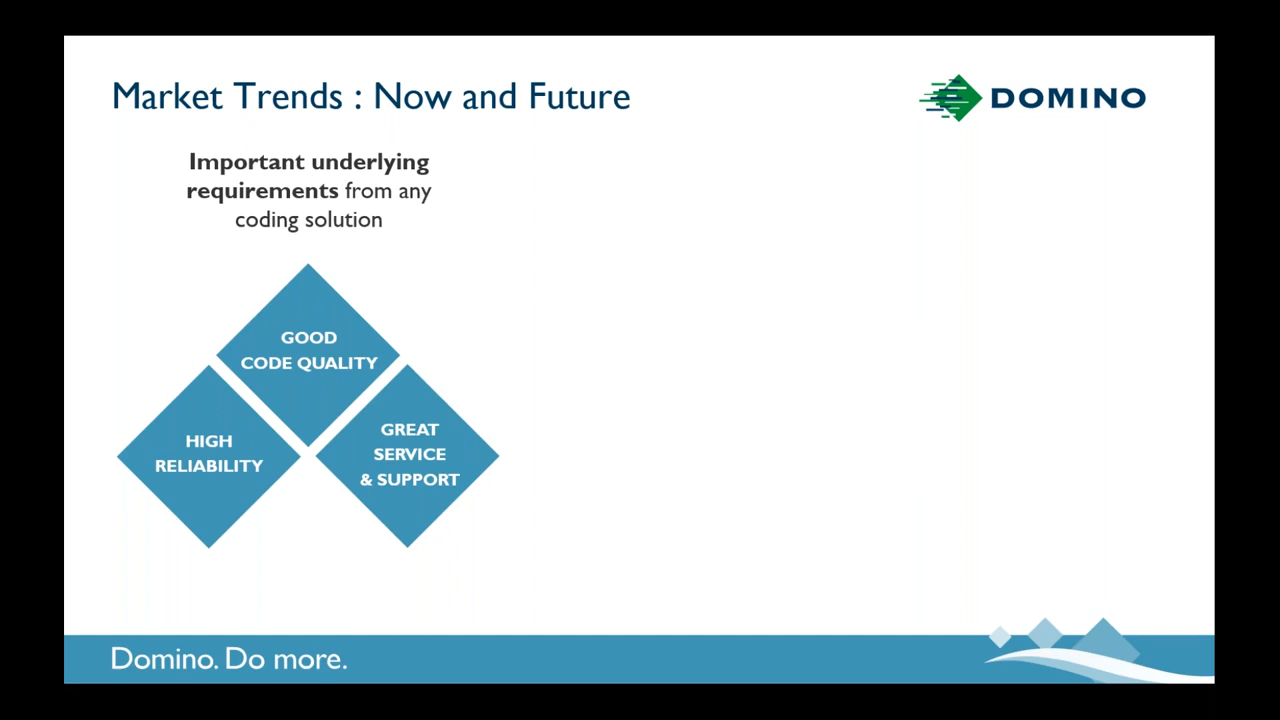 Market Trends : Now and Future
DOMINO
Important underlying
requirements from any
coding solution
GOOD
CODE QUALITY
HIGH
RELIABILITY
GREAT
SERVICE
& SUPPORT
Domino. Do more.